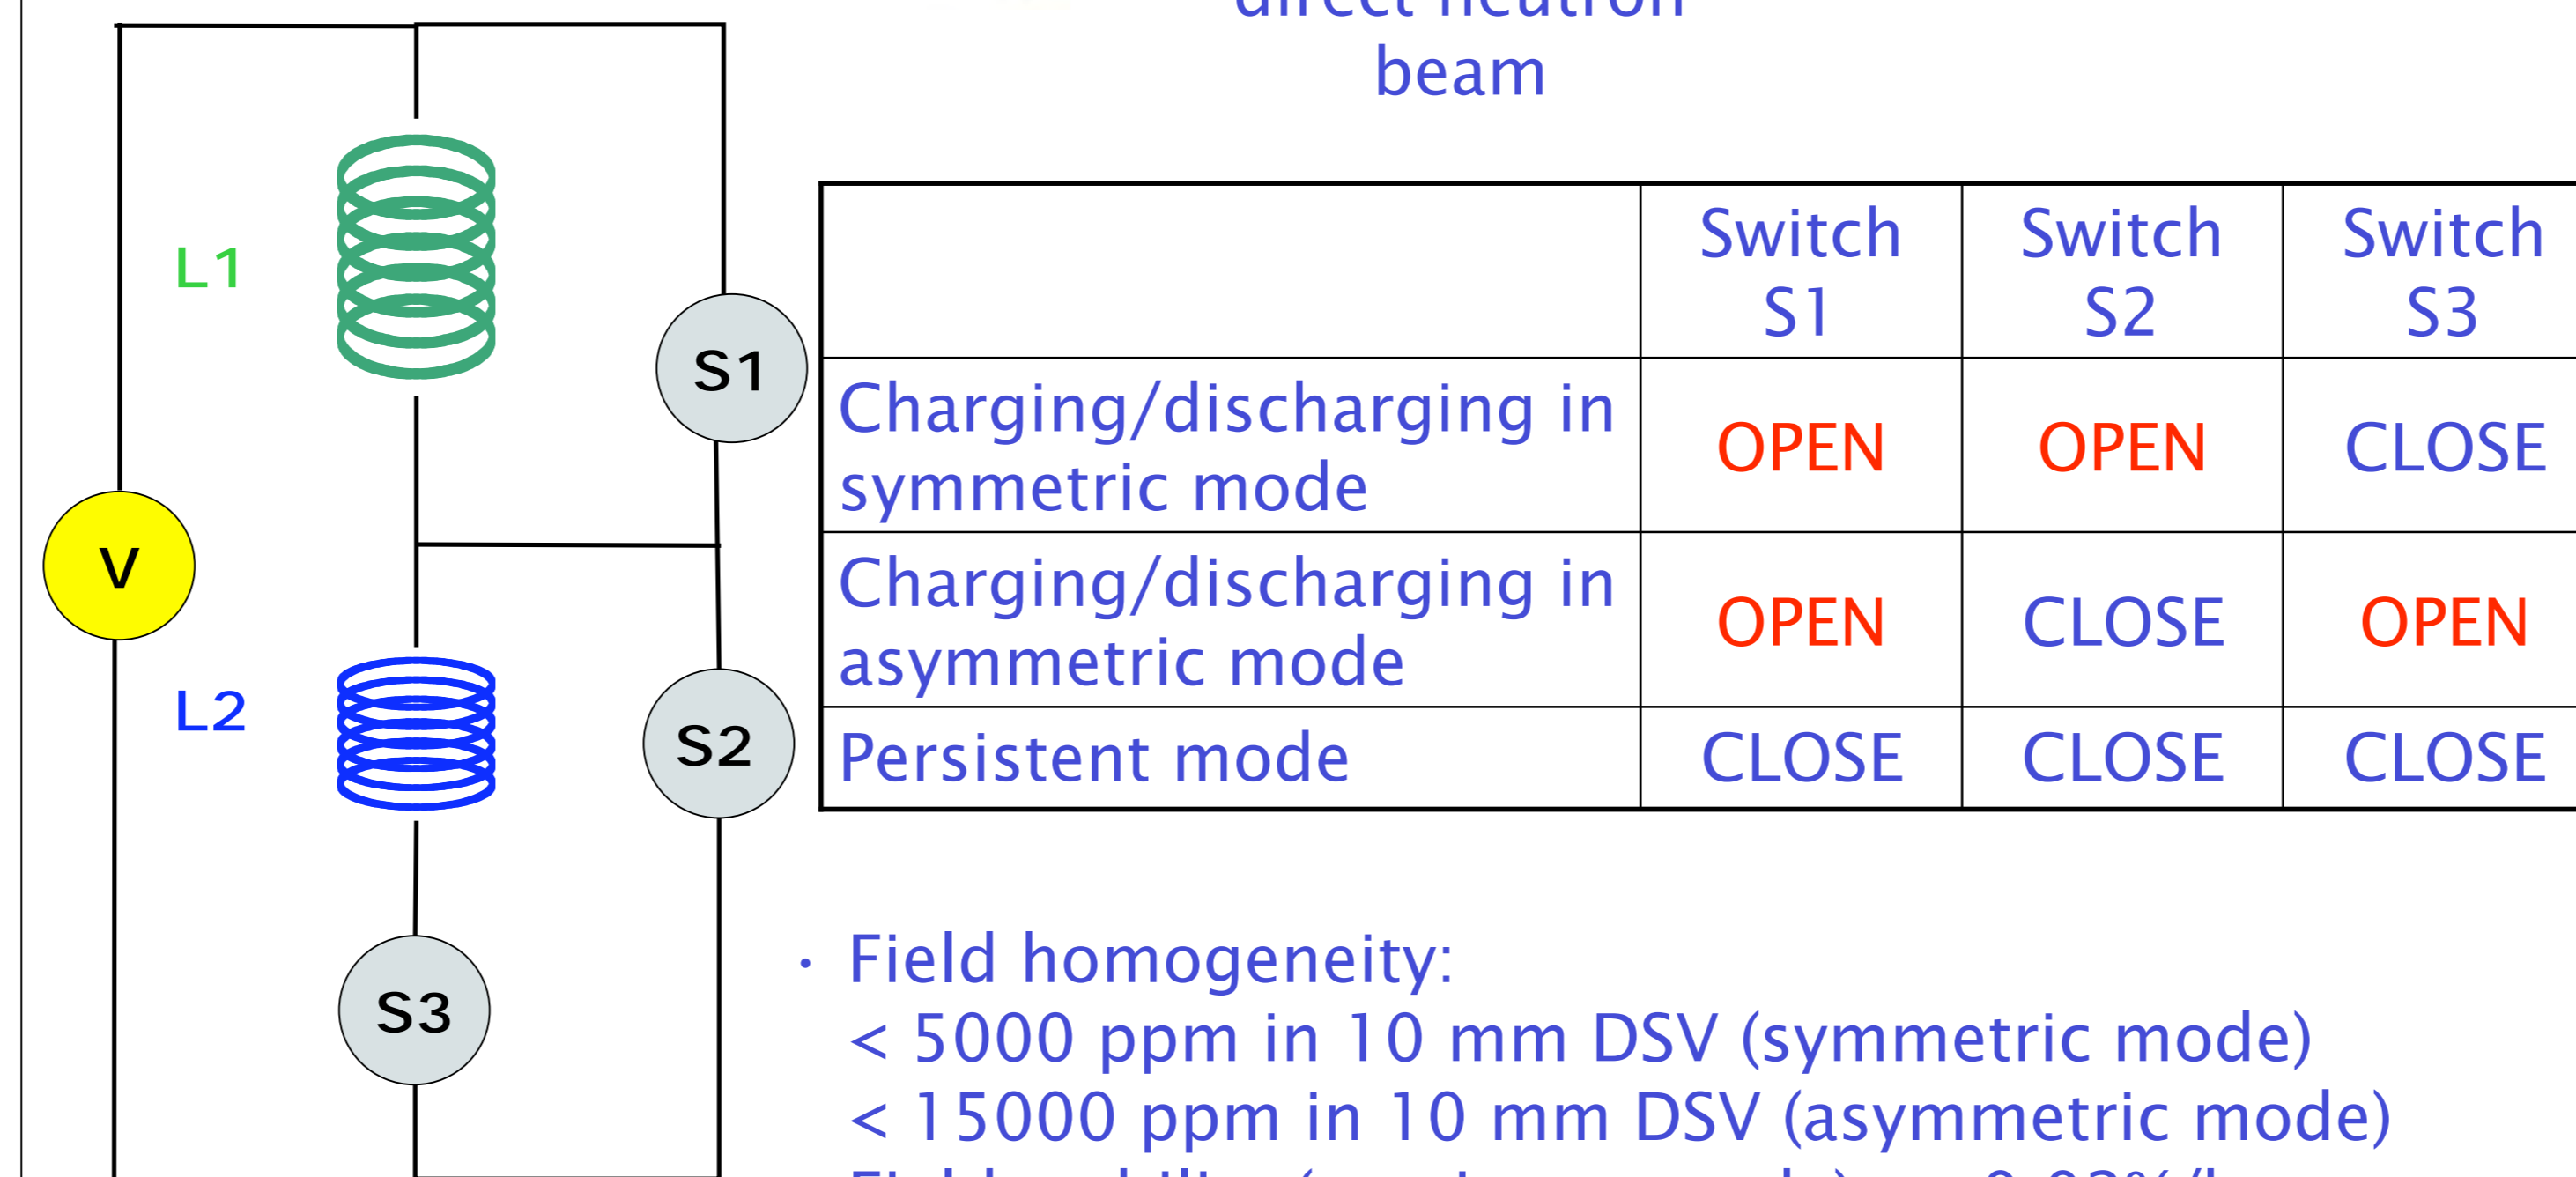 direct neutron
beam
L1
S1
V
L2
S2
S3
Switch S1
Switch S2
Switch S3
Charging/discharging in
symmetric mode
OPEN OPEN CLOSE
Charging/discharging in
asymmetric mode
OPEN CLOSE OPEN
Persistent mode CLOSE CLOSE CLOSE
· Field homogeneity:
< 5000 ppm in 10 mm DSV (symmetric mode)
< 15000 ppm in 10 mm DSV (asymmetric mode)